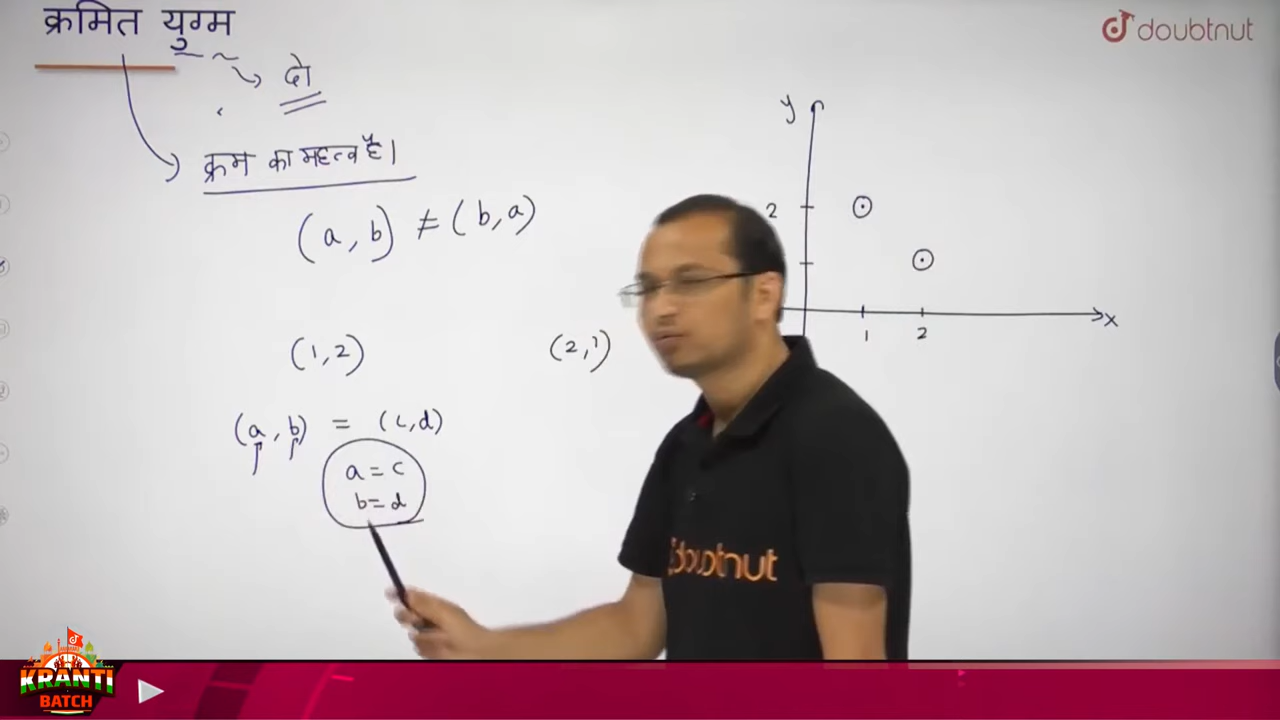 क्रमित युग्म
doubtnut
दो
क्रम का महत्व है।
(a, b) ≠ (b, a)
y
2
1 2
x
(1, 2) (2, 1)
(a, b) = (c, d)
a = c
b = d
doubtnut
KRANTI
BATCH